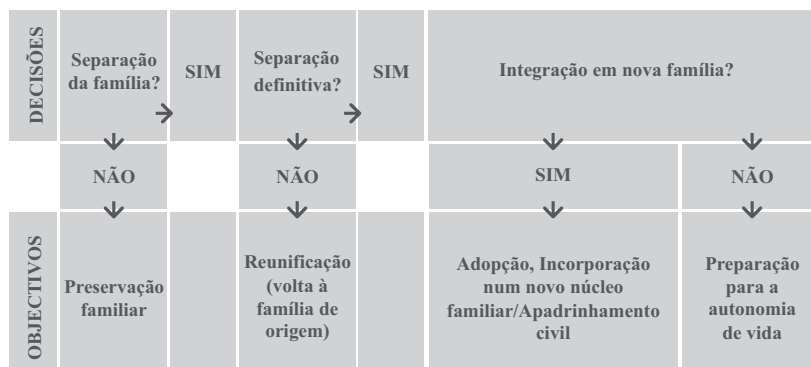 DECISÕES
Separação
da família?
SIM
Separação
definitiva?
SIM
Integração em nova família?
NÃO
NÃO
SIM
NÃO
OBJECTIVOS
Preservação
familiar
Reunificação
(volta à
família de
origem)
Adopção, Incorporação
num novo núcleo
familiar/Apadrinhamento
civil
Preparação
para a
autonomia
de vida